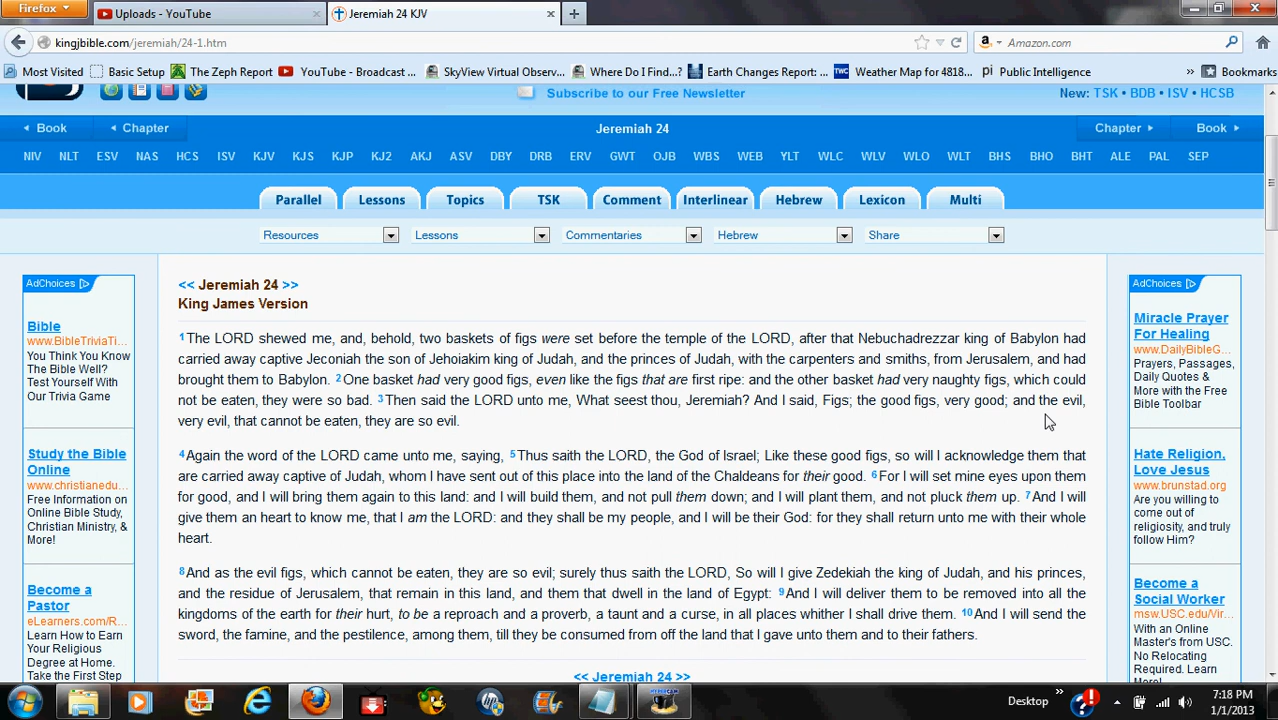 Firefox
Uploads - YouTube
Jeremiah 24 KJV
kingjbible.com/jeremiah/24-1.htm
Amazon.com
Most Visited
Basic Setup
The Zeph Report
YouTube - Broadcast ...
SkyView Virtual Observ...
Where Do I Find...?
Earth Changes Report: ...
TWC
Weather Map for 4818...
pi Public Intelligence
»
Bookmarks
Subscribe to our Free Newsletter
New: TSK • BDB • ISV • HCSB
Book
Chapter
Jeremiah 24
Chapter
Book
NIV NLT ESV NAS HCS ISV KJV KJS KJP KJ2 AKJ ASV DBY DRB ERV GWT OJB WBS WEB YLT WLC WLV WLO WLT BHS BHO BHT ALE PAL SEP
Parallel Lessons Topics TSK Comment Interlinear Hebrew Lexicon Multi
Resources Lessons Commentaries Hebrew Share
AdChoices
Bible
www.BibleTriviaTi...
You Think You Know
The Bible Well?
Test Yourself With
Our Trivia Game
Study the Bible
Online
www.christianedu...
Free Information on
Online Bible Study,
Christian Ministry, &
More!
Become a
Pastor
eLearners.com/R...
Learn How to Earn
Your Religious
Degree at Home.
Take the First Step
<< Jeremiah 24 >>
King James Version
1The LORD shewed me, and, behold, two baskets of figs were set before the temple of the LORD, after that Nebuchadrezzar king of Babylon had
carried away captive Jeconiah the son of Jehoiakim king of Judah, and the princes of Judah, with the carpenters and smiths, from Jerusalem, and had
brought them to Babylon. 2One basket had very good figs, even like the figs that are first ripe: and the other basket had very naughty figs, which could
not be eaten, they were so bad. 3Then said the LORD unto me, What seest thou, Jeremiah? And I said, Figs; the good figs, very good; and the evil,
very evil, that cannot be eaten, they are so evil.
4Again the word of the LORD came unto me, saying, 5Thus saith the LORD, the God of Israel; Like these good figs, so will I acknowledge them that
are carried away captive of Judah, whom I have sent out of this place into the land of the Chaldeans for their good. 6For I will set mine eyes upon them
for good, and I will bring them again to this land: and I will build them, and not pull them down; and I will plant them, and not pluck them up. 7And I will
give them an heart to know me, that I am the LORD: and they shall be my people, and I will be their God: for they shall return unto me with their whole
heart.
8And as the evil figs, which cannot be eaten, they are so evil; surely thus saith the LORD, So will I give Zedekiah the king of Judah, and his princes,
and the residue of Jerusalem, that remain in this land, and them that dwell in the land of Egypt: 9And I will deliver them to be removed into all the
kingdoms of the earth for their hurt, to be a reproach and a proverb, a taunt and a curse, in all places whither I shall drive them. 10And I will send the
sword, the famine, and the pestilence, among them, till they be consumed from off the land that I gave unto them and to their fathers.
<< Jeremiah 24 >>
AdChoices
Miracle Prayer
For Healing
www.DailyBibleG...
Prayers, Passages,
Daily Quotes &
More with the Free
Bible Toolbar
Hate Religion,
Love Jesus
www.brunstad.org
Are you willing to
come out of
religiosity, and truly
follow Him?
Become a
Social Worker
msw.USC.edu/Vir...
With an Online
Master's from USC.
No Relocating
Required. Learn
More!
Desktop
»
7:18 PM
1/1/2013